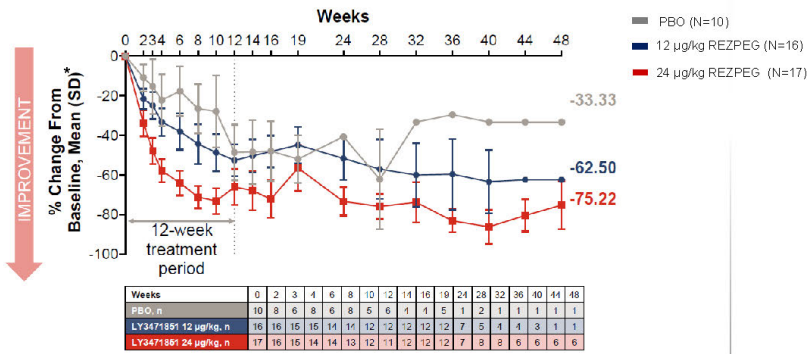 Weeks
0 2 3 4 6 8 10 12 14 16 19 24 28 32 36 40 44 48
PBO (N=10)
12 µg/kg REZPEG (N=16)
24 µg/kg REZPEG (N=17)
IMPROVEMENT
% Change From
Baseline, Mean (SD)*
0
-20
-40
-60
-80
-100
-33.33
-62.50
-75.22
12-week
treatment
period
Weeks 0 2 3 4 6 8 10 12 14 16 19 24 28 32 36 40 44 48
PBO, n 10 8 6 8 6 8 5 6 4 4 5 1 2 1 1 1 1 1
LY3471851 12 µg/kg, n 16 16 15 15 14 14 12 12 12 12 12 7 5 4 4 3 1 1
LY3471851 24 µg/kg, n 17 16 15 14 14 13 12 11 12 12 12 7 8 8 6 6 6 6